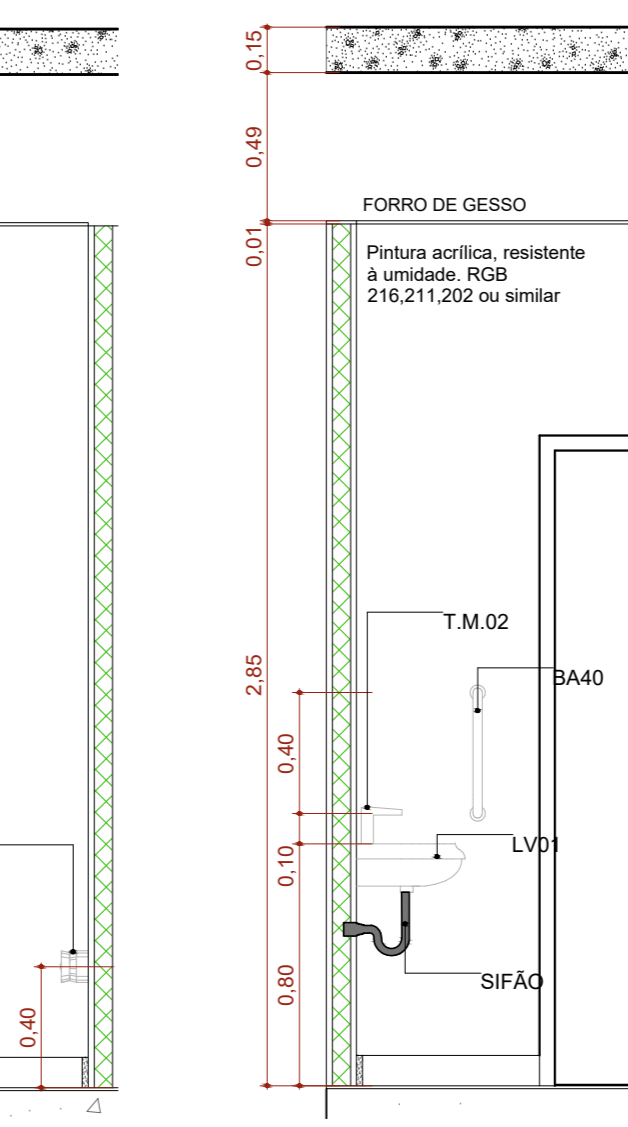 0,15
0,49
FORRO DE GESSO
0,01
Pintura acrílica, resistente
à umidade. RGB
216,211,202 ou similar
T.M.02
2,85
BA40
0,40
LV01
0,10
SIFÃO
0,80
0,40